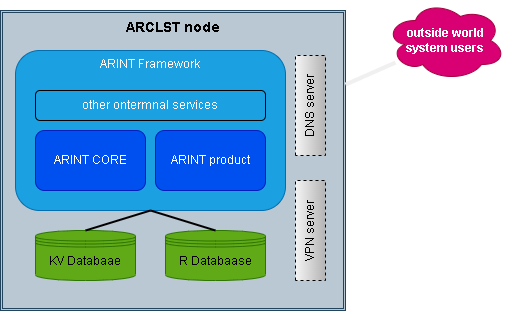 ARCLST node
outside world
system users
ARINT Framework
other ontermnal services
DNS server
ARINT CORE
ARINT product
VPN server
KV Databaae
R Databaase